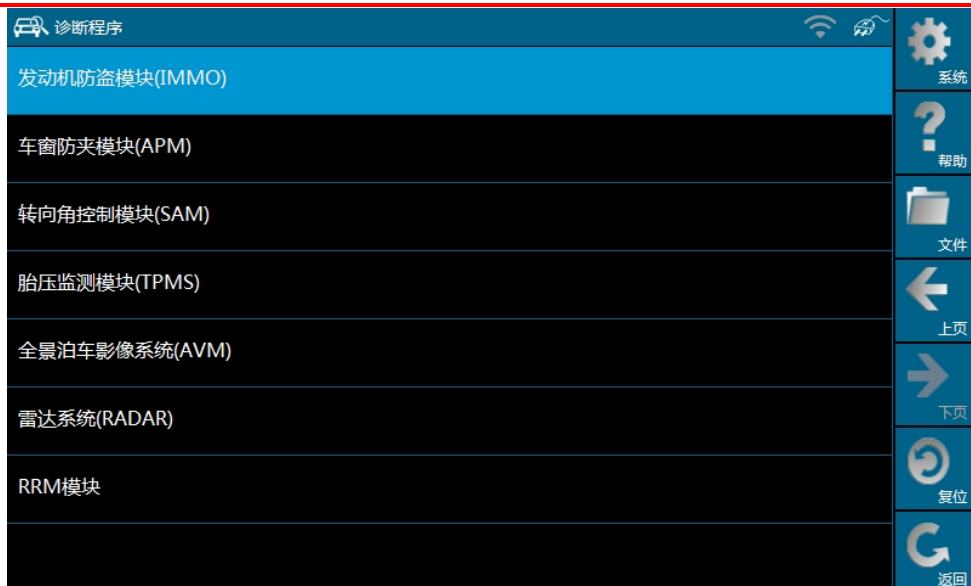 诊断程序
系统
发动机防盗模块(IMMO)
帮助
车窗防夹模块(APM)
转向角控制模块(SAM)
文件
胎压监测模块(TPMS)
上页
全景泊车影像系统(AVM)
下页
雷达系统(RADAR)
RRM模块
复位
返回